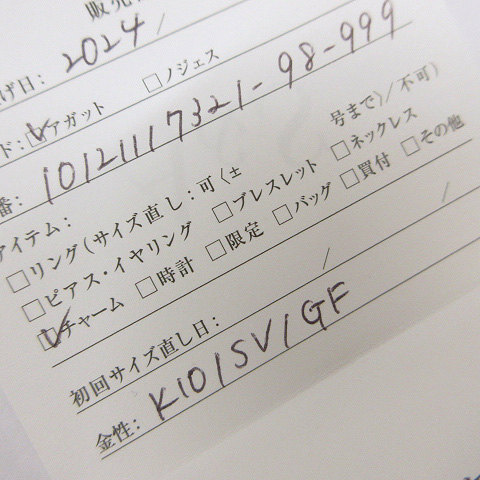 販売
げ日: 2024/
ド: ☑アガット □ノジェス
番: 10121117321-98-999
アイテム:
□リング(サイズ直し:可〈± 号まで〉/不可)
□ピアス・イヤリング □ブレスレット □ネックレス
☑チャーム □時計 □限定 □バッグ □買付 □その他
初回サイズ直し日: / /
金性: K10/SV/GF